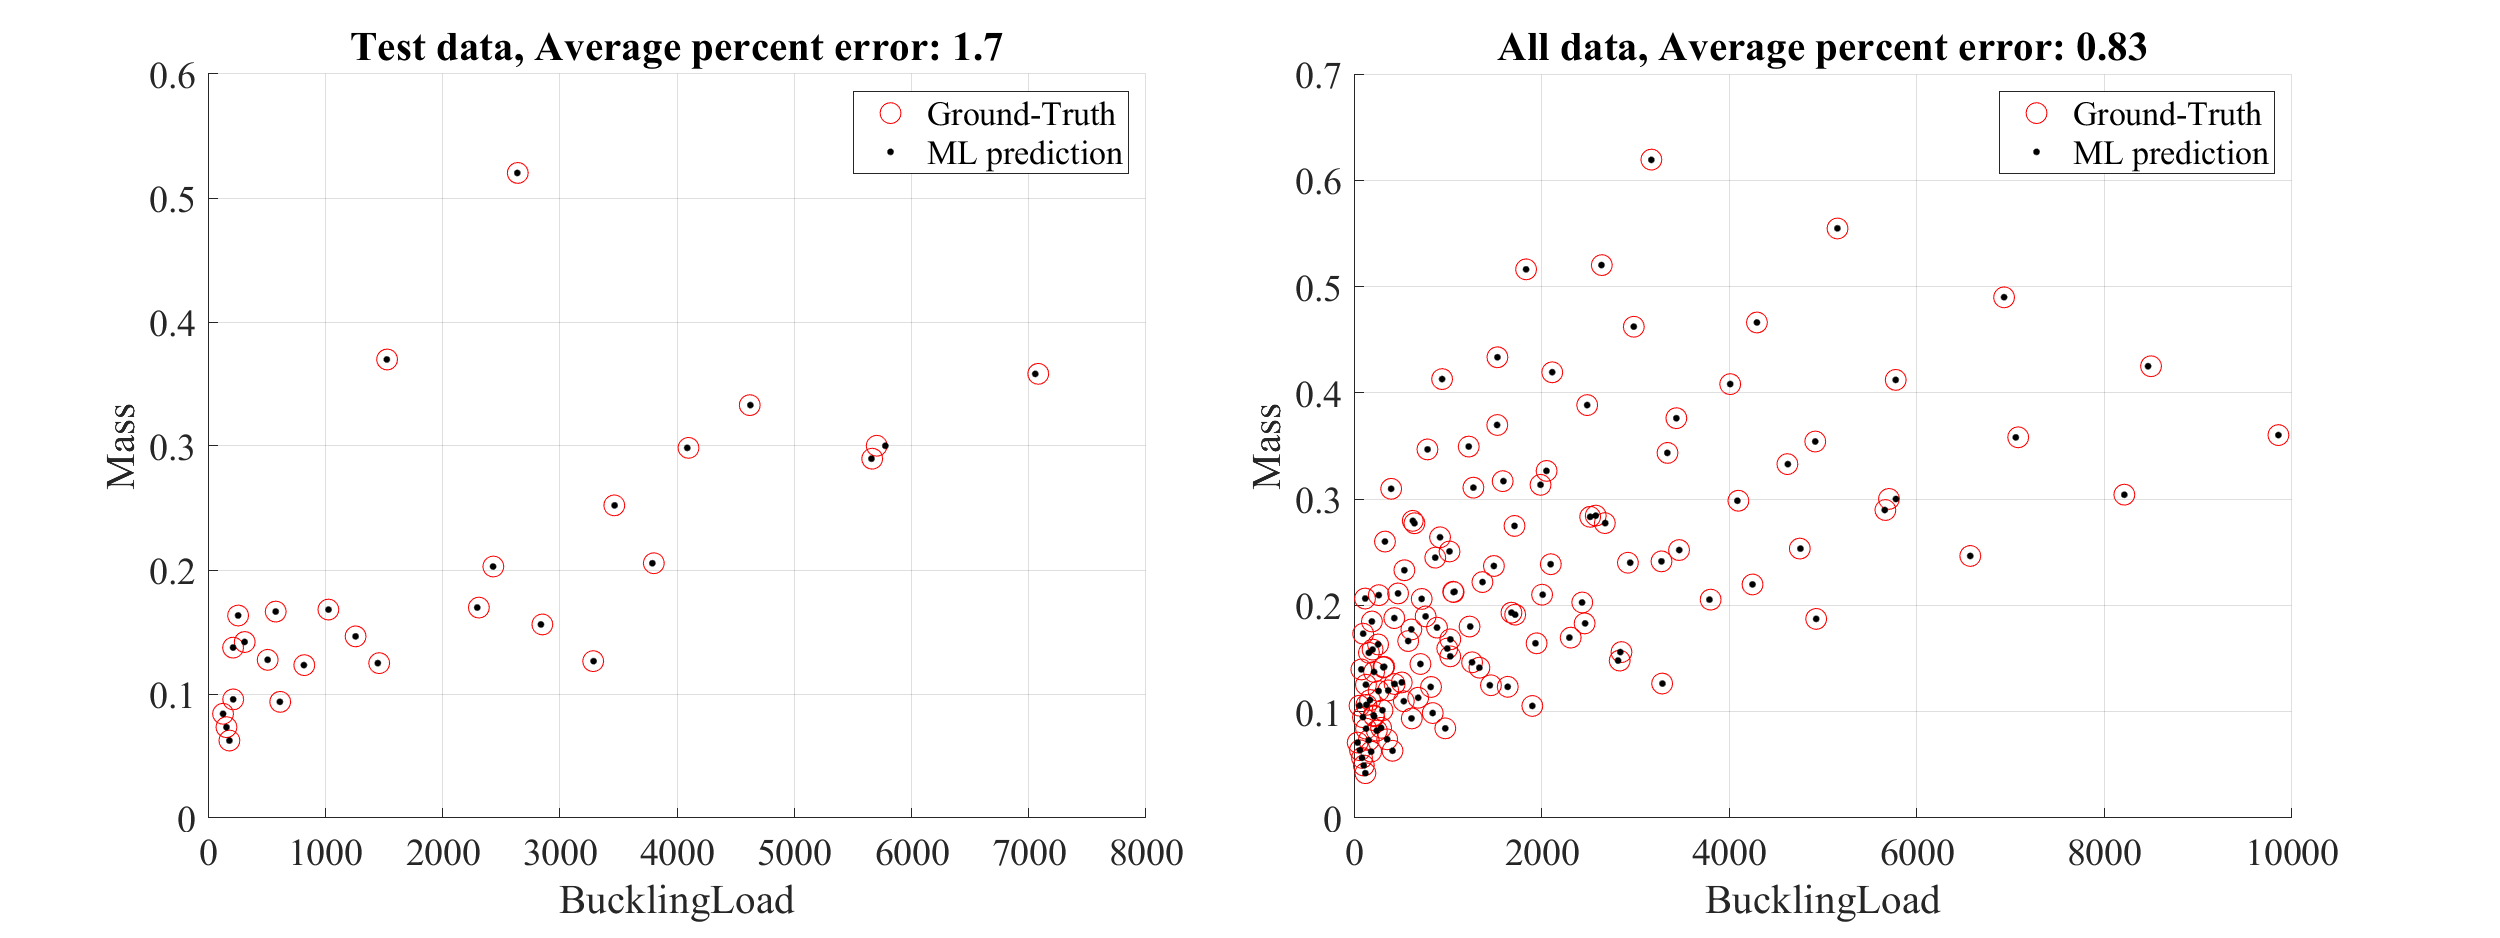 Test data, Average percent error: 1.7
0.6
0.5
0.4
0.3
0.2
0.1
0
Mass
Ground-Truth
ML prediction
0 1000 2000 3000 4000 5000 6000 7000 8000
BucklingLoad
All data, Average percent error: 0.83
0.7
0.6
0.5
0.4
0.3
0.2
0.1
0
Mass
Ground-Truth
ML prediction
0 2000 4000 6000 8000 10000
BucklingLoad